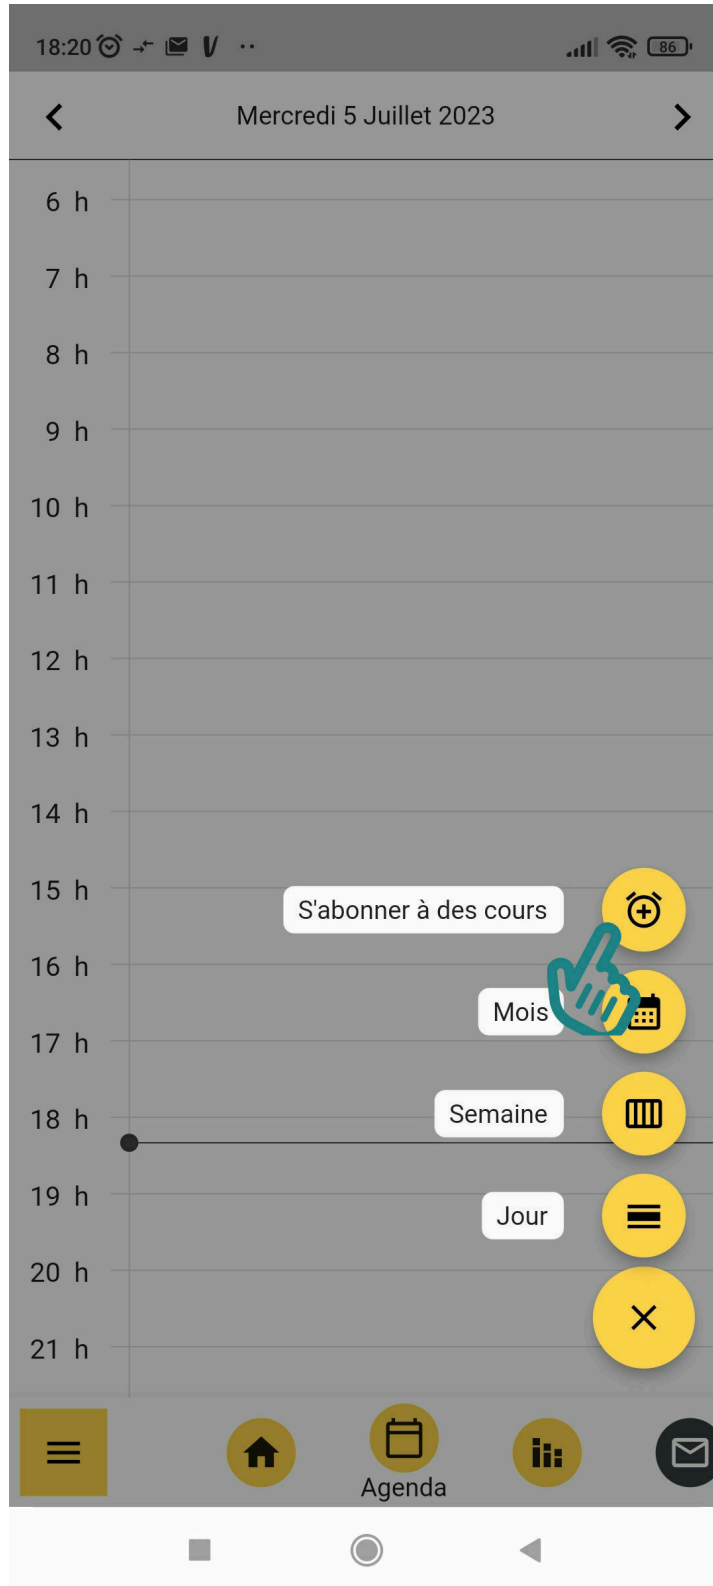 18:20
86
Mercredi 5 Juillet 2023
6 h
7 h
8 h
9 h
10 h
11 h
12 h
13 h
14 h
15 h
S'abonner à des cours
16 h
Mois
17 h
18 h
Semaine
19 h
Jour
20 h
21 h
Agenda